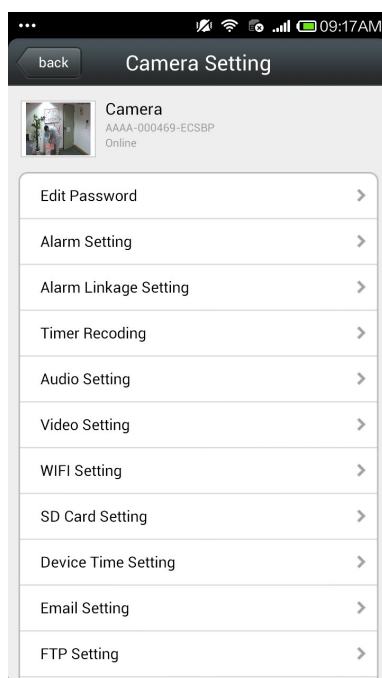 09:17AM
back
Camera Setting
Camera
AAAA-000469-ECSBP
Online
Edit Password
Alarm Setting
Alarm Linkage Setting
Timer Recoding
Audio Setting
Video Setting
WIFI Setting
SD Card Setting
Device Time Setting
Email Setting
FTP Setting